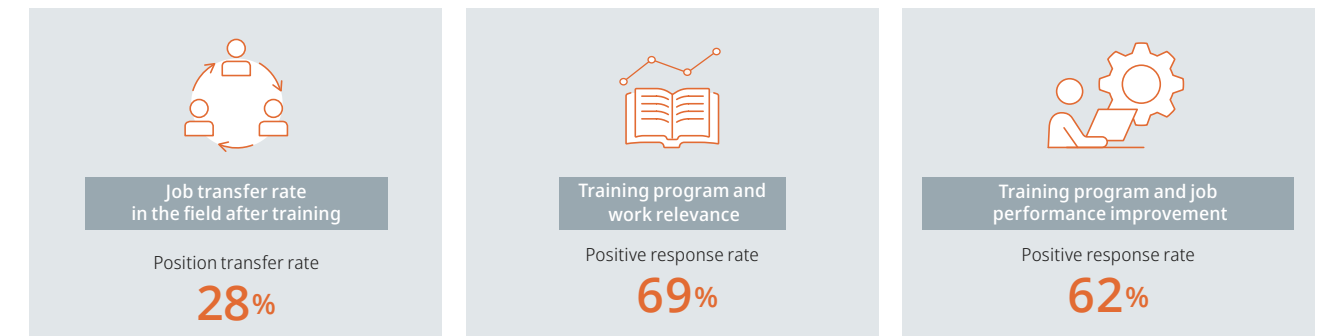 Job transfer rate
in the field after training
Position transfer rate
28%
Training program and
work relevance
Positive response rate
69%
Training program and job
performance improvement
Positive response rate
62%